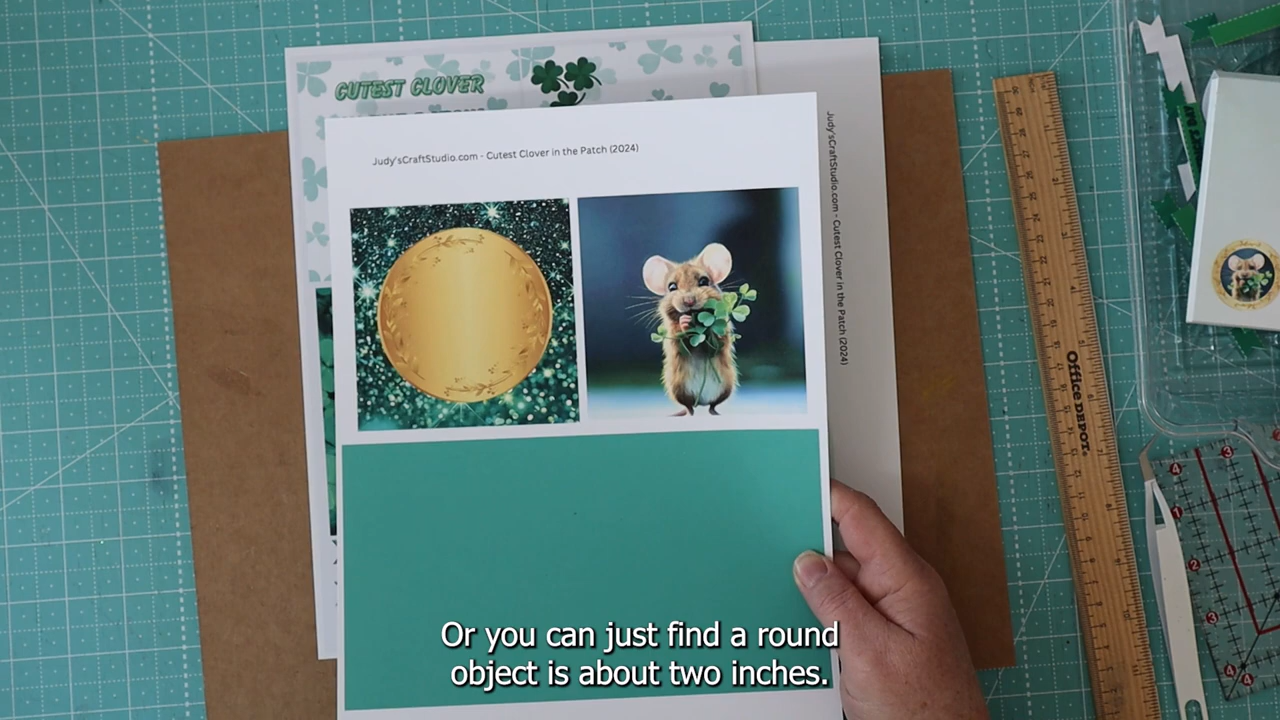 CUTEST CLOVER
Judy'sCraftStudio.com - Cutest Clover in the Patch (2024)
Judy'sCraftStudio.com - Cutest Clover in the Patch (2024)
Office DEPOT
Or you can just find a round
object is about two inches.